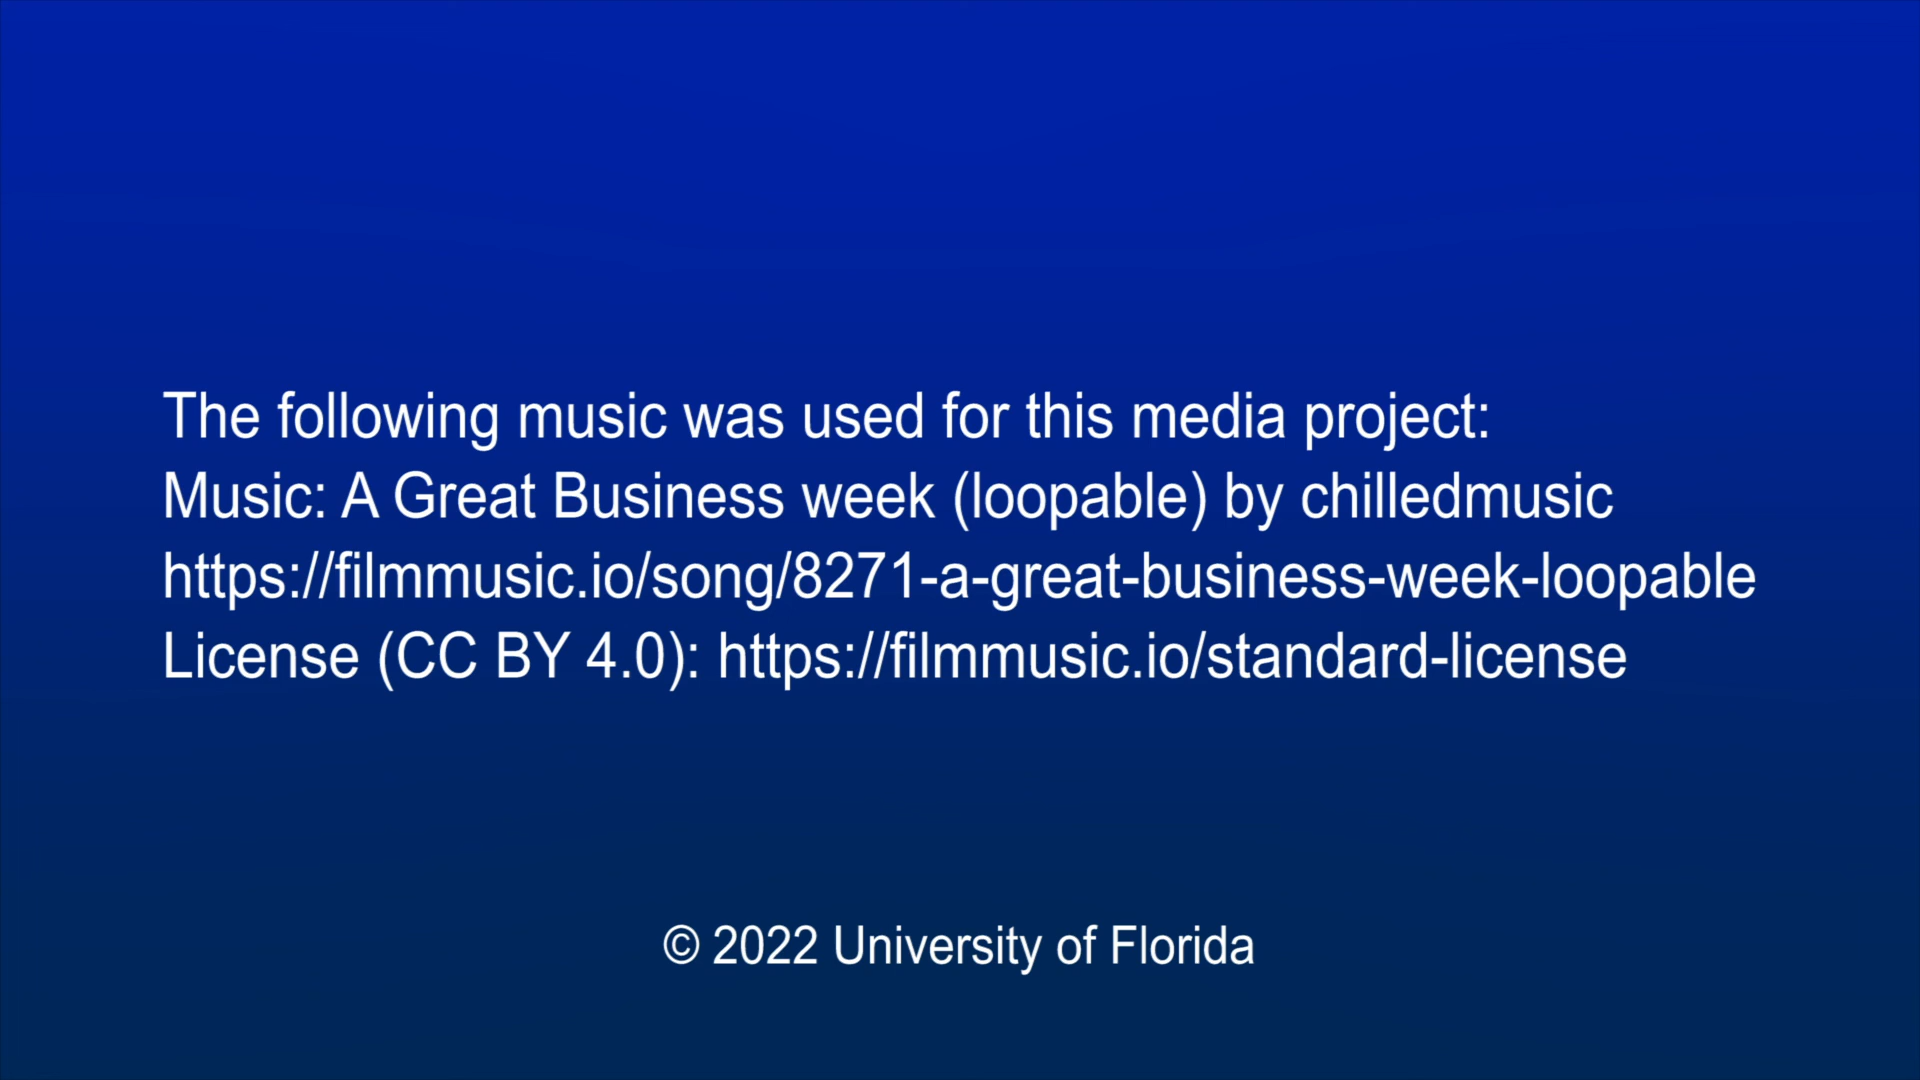 The following music was used for this media project:
Music: A Great Business week (loopable) by chilledmusic
https://filmmusic.io/song/8271-a-great-business-week-loopable
License (CC BY 4.0): https://filmmusic.io/standard-license
© 2022 University of Florida